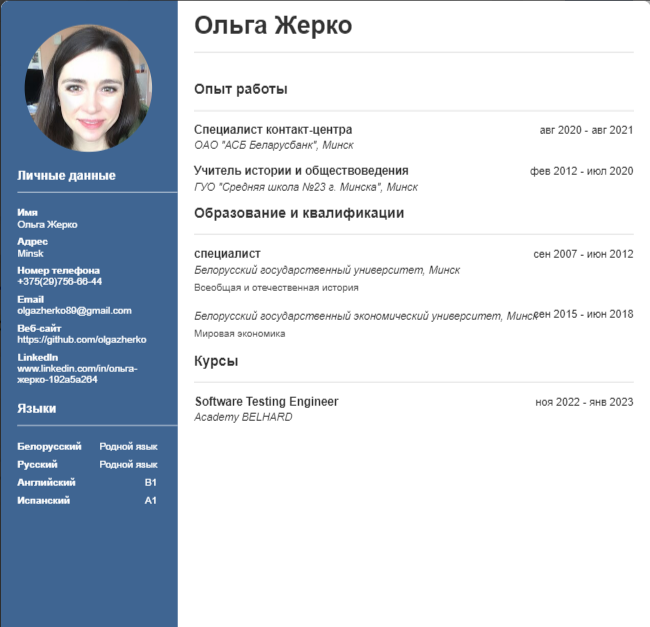 Ольга Жерко
Опыт работы
Специалист контакт-центра
авг 2020 - авг 2021
ОАО "АСБ Беларусбанк", Минск
Учитель истории и обществоведения
фев 2012 - июл 2020
ГУО "Средняя школа №23 г. Минска", Минск
Образование и квалификации
специалист
сен 2007 - июн 2012
Белорусский государственный университет, Минск
Всеобщая и отечественная история
Белорусский государственный экономический университет, Минск
сен 2015 - июн 2018
Мировая экономика
Курсы
Software Testing Engineer
ноя 2022 - янв 2023
Academy BELHARD
Личные данные
Имя
Ольга Жерко
Адрес
Minsk
Номер телефона
+375(29)756-66-44
Email
olgazherko89@gmail.com
Веб-сайт
https://github.com/olgazherko
LinkedIn
www.linkedin.com/in/ольга-
жерко-192a5a264
Языки
Белорусский Родной язык
Русский Родной язык
Английский B1
Испанский A1